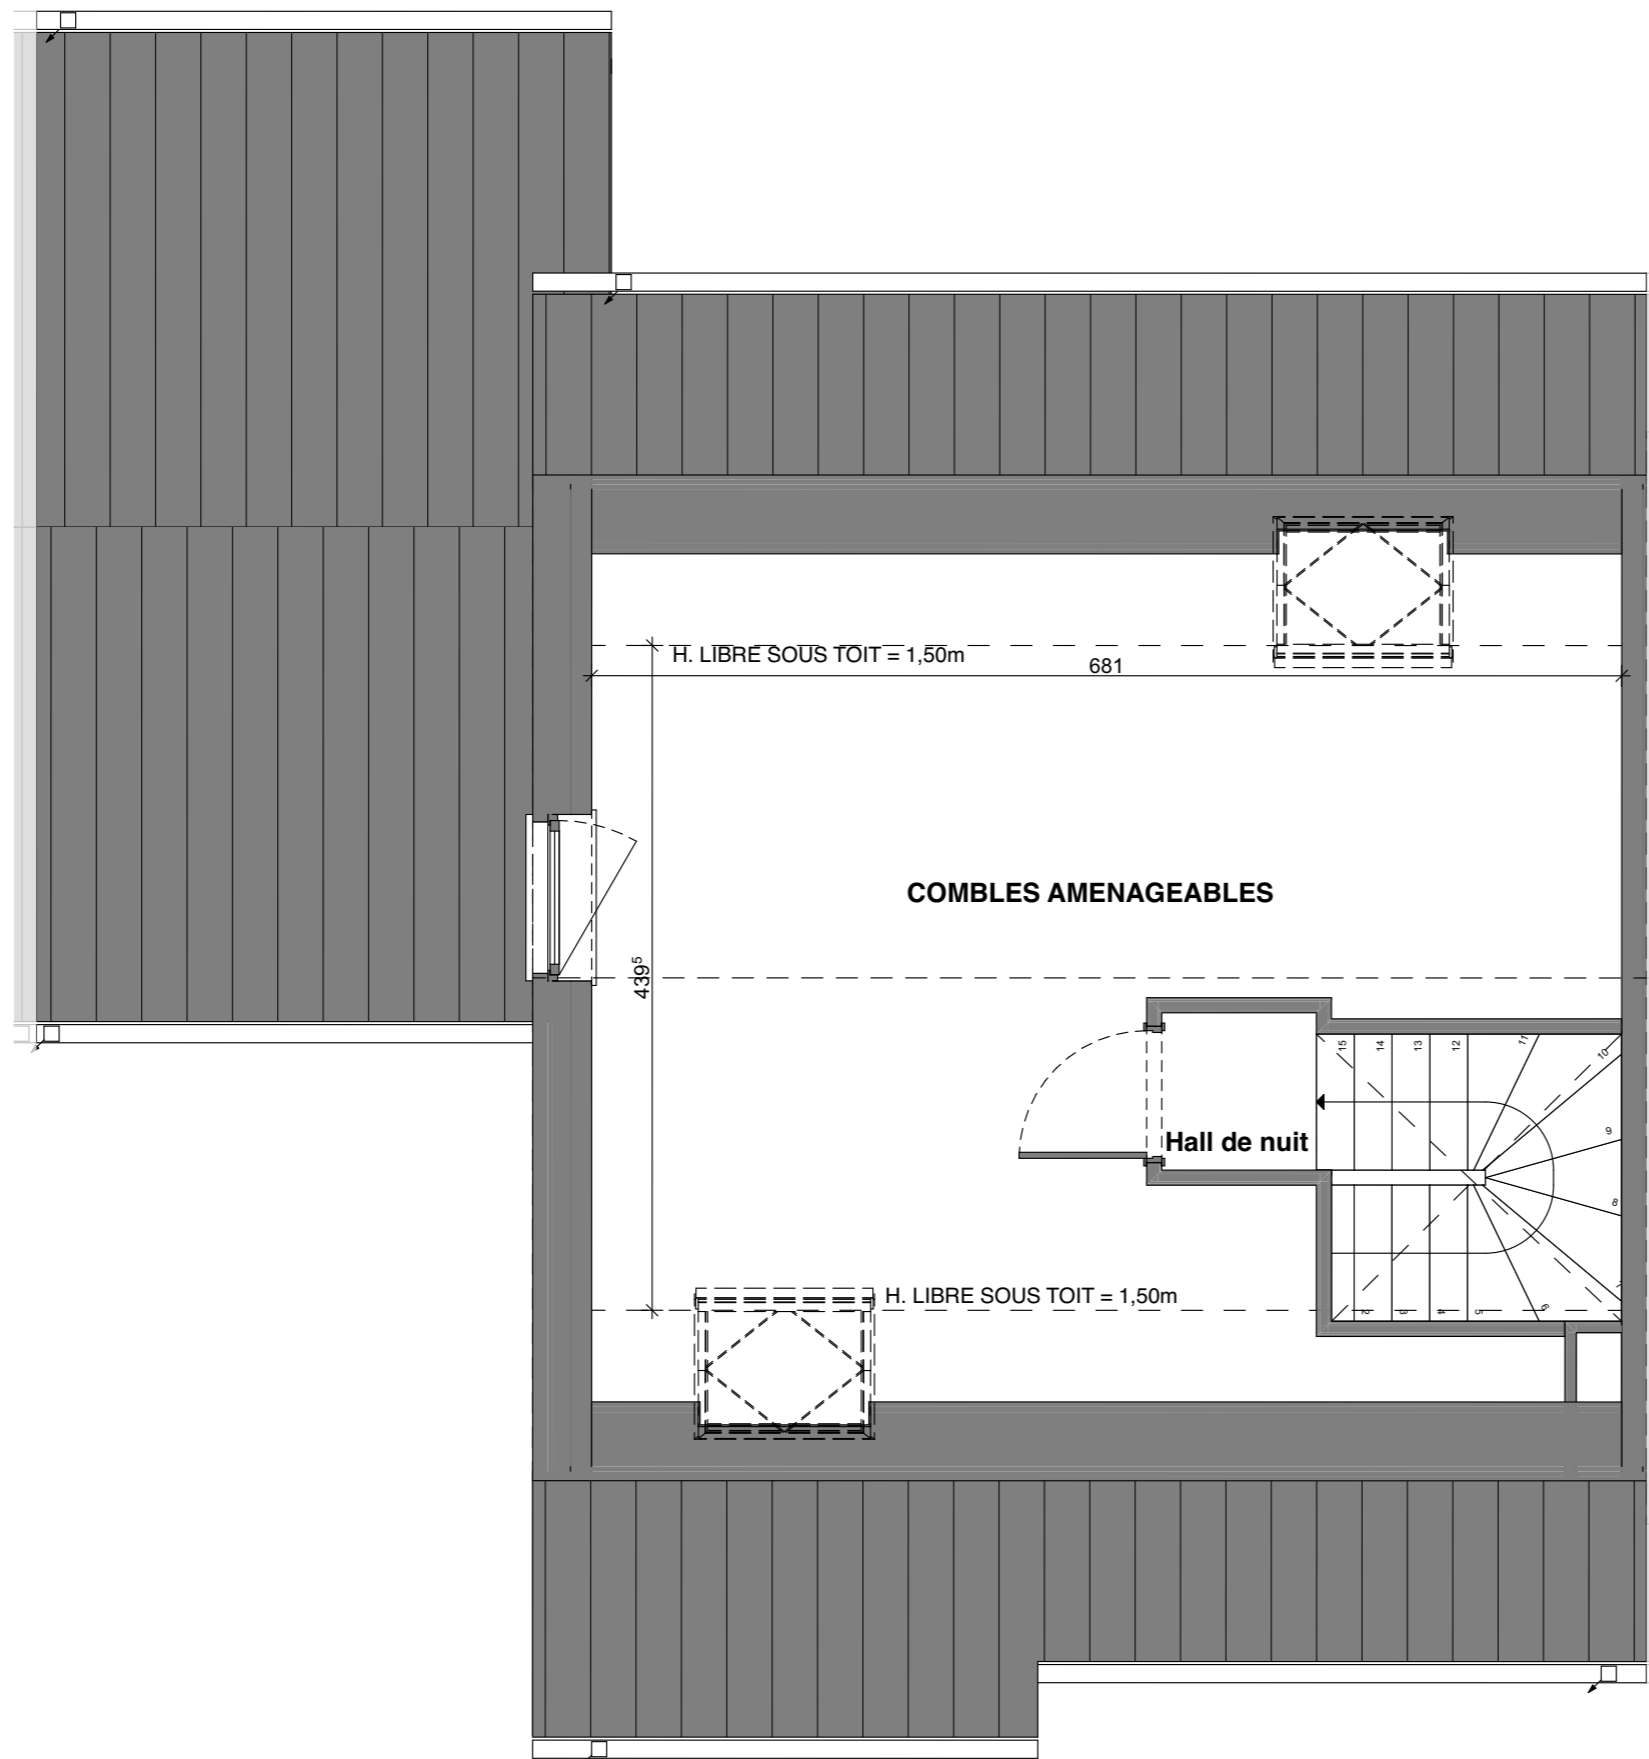 H. LIBRE SOUS TOIT = 1,50m
681
COMBLES AMENAGEABLES
439⁵
15 14 13 12 11 10
9
Hall de nuit
8
H. LIBRE SOUS TOIT = 1,50m
2 3 4 5 6